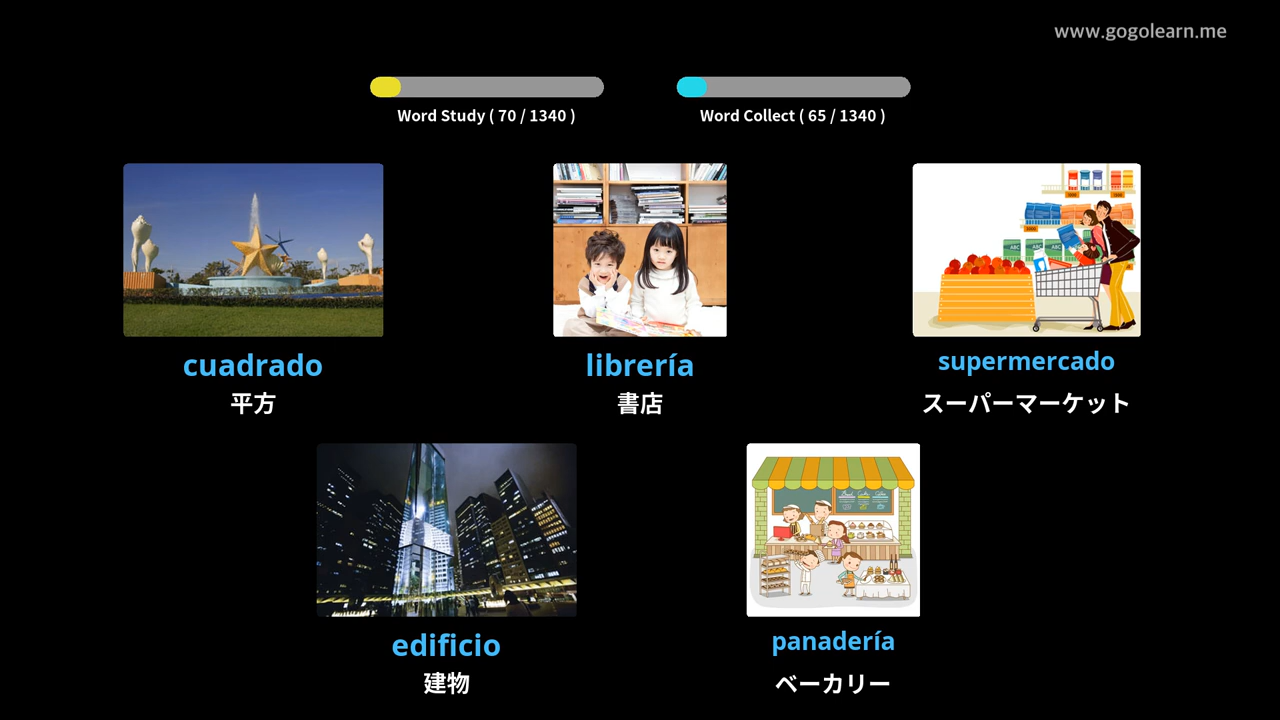 www.gogolearn.me
Word Study ( 70 / 1340 )
Word Collect ( 65 / 1340 )
cuadrado
平方
librería
書店
supermercado
スーパーマーケット
edificio
建物
panadería
ベーカリー